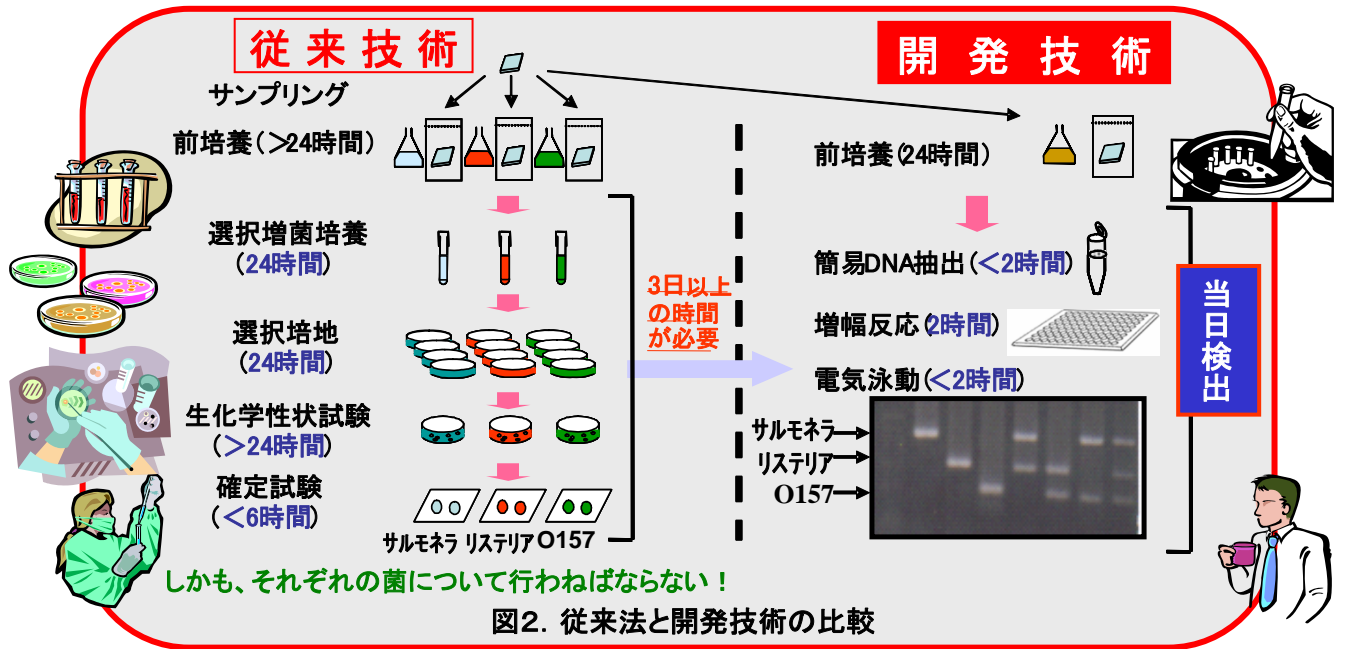 従来技術
サンプリング
前培養(>24時間)
選択増菌培養
(24時間)
選択培地
(24時間)
生化学性状試験
(>24時間)
確定試験
(<6時間)
サルモネラ リステリア O157
3日以上
の時間
が必要
しかも、それぞれの菌について行わねばならない！
開発技術
前培養(24時間)
簡易DNA抽出(<2時間)
増幅反応(2時間)
電気泳動(<2時間)
サルモネラ
リステリア
O157
当日検出
図2．従来法と開発技術の比較